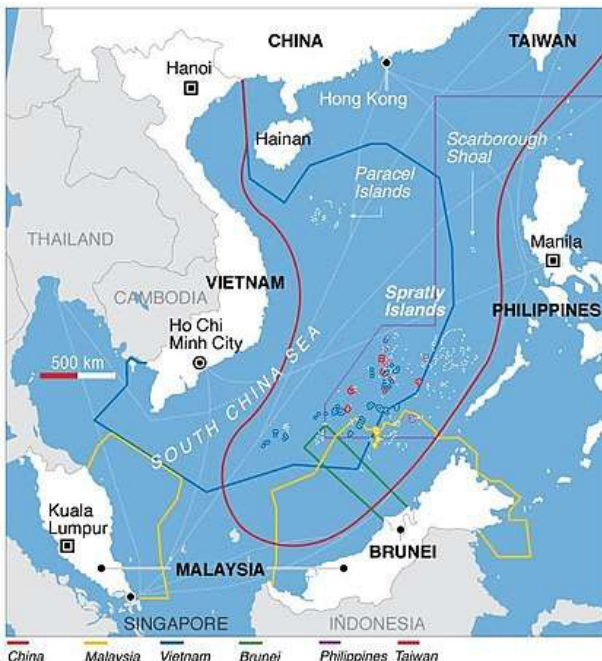 CHINA
TAIWAN
Hanoi
Hong Kong
Hainan
Scarborough
Shoal
Paracel
Islands
THAILAND
Manila
VIETNAM
CAMBODIA
Spratly
Islands
PHILIPPINES
Ho Chi
Minh City
500 km
SOUTH CHINA SEA
Kuala
Lumpur
BRUNEI
MALAYSIA
SINGAPORE
INDONESIA
China Malaysia Vietnam Brunei Philippines Taiwan